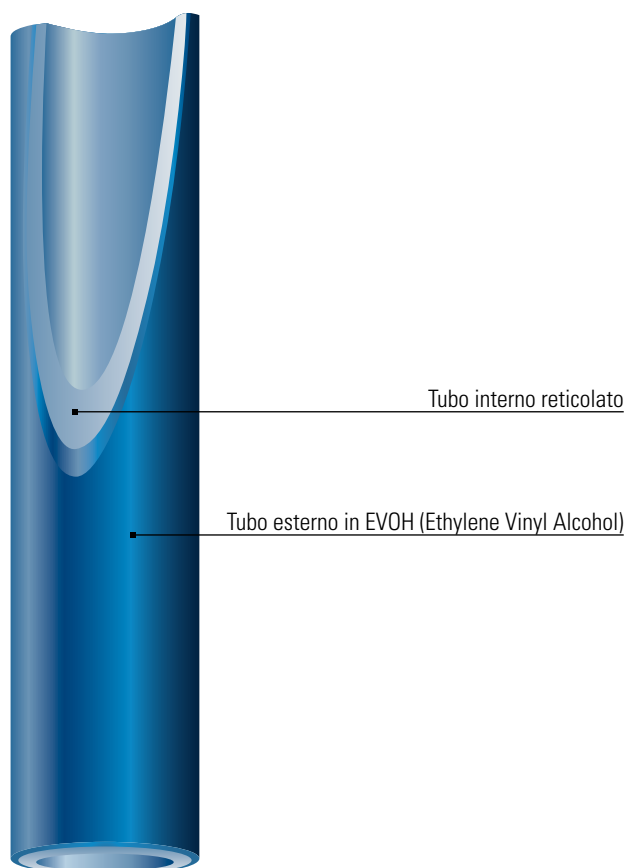 Tubo interno reticolato
Tubo esterno in EVOH (Ethylene Vinyl Alcohol)